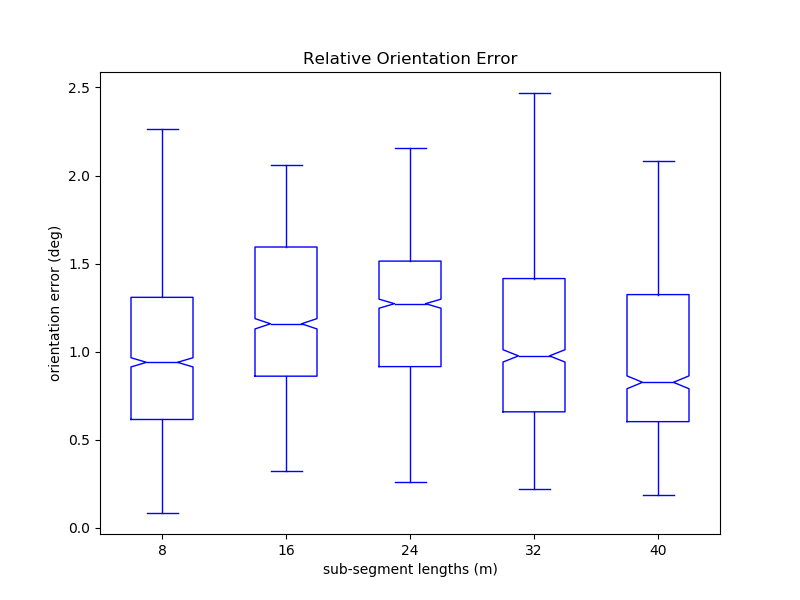 Relative Orientation Error
2.5
2.0
1.5
1.0
0.5
0.0
orientation error (deg)
8 16 24 32 40
sub-segment lengths (m)